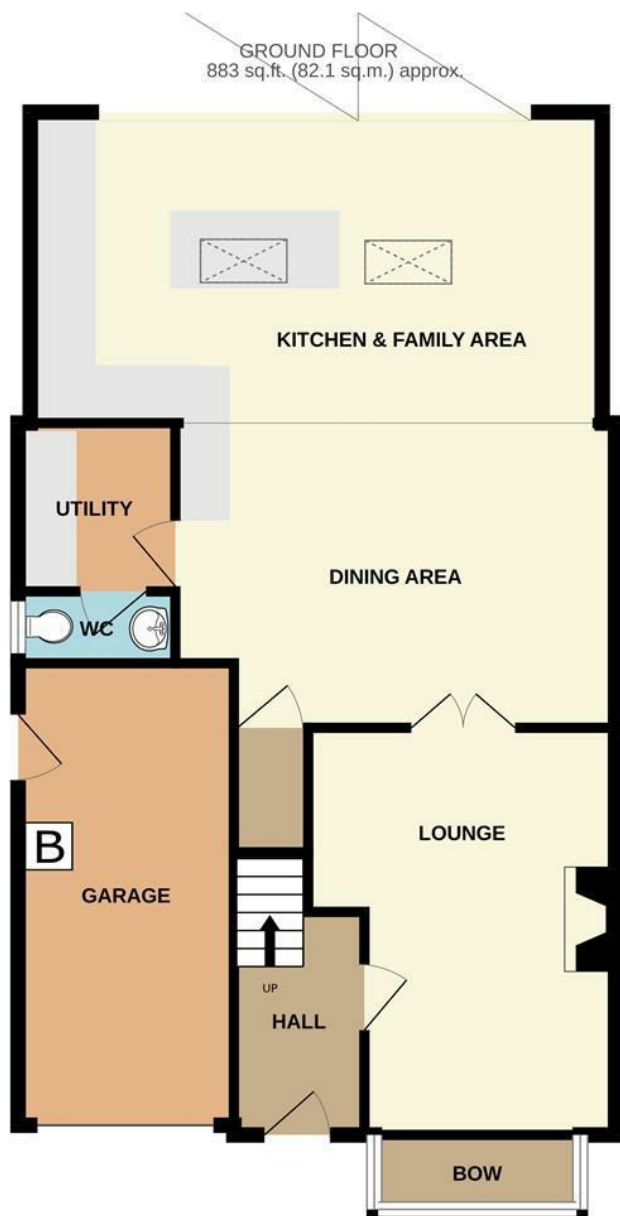 GROUND FLOOR
883 sq.ft. (82.1 sq.m.) approx.
KITCHEN & FAMILY AREA
UTILITY
DINING AREA
WC
LOUNGE
B
GARAGE
UP
HALL
BOW